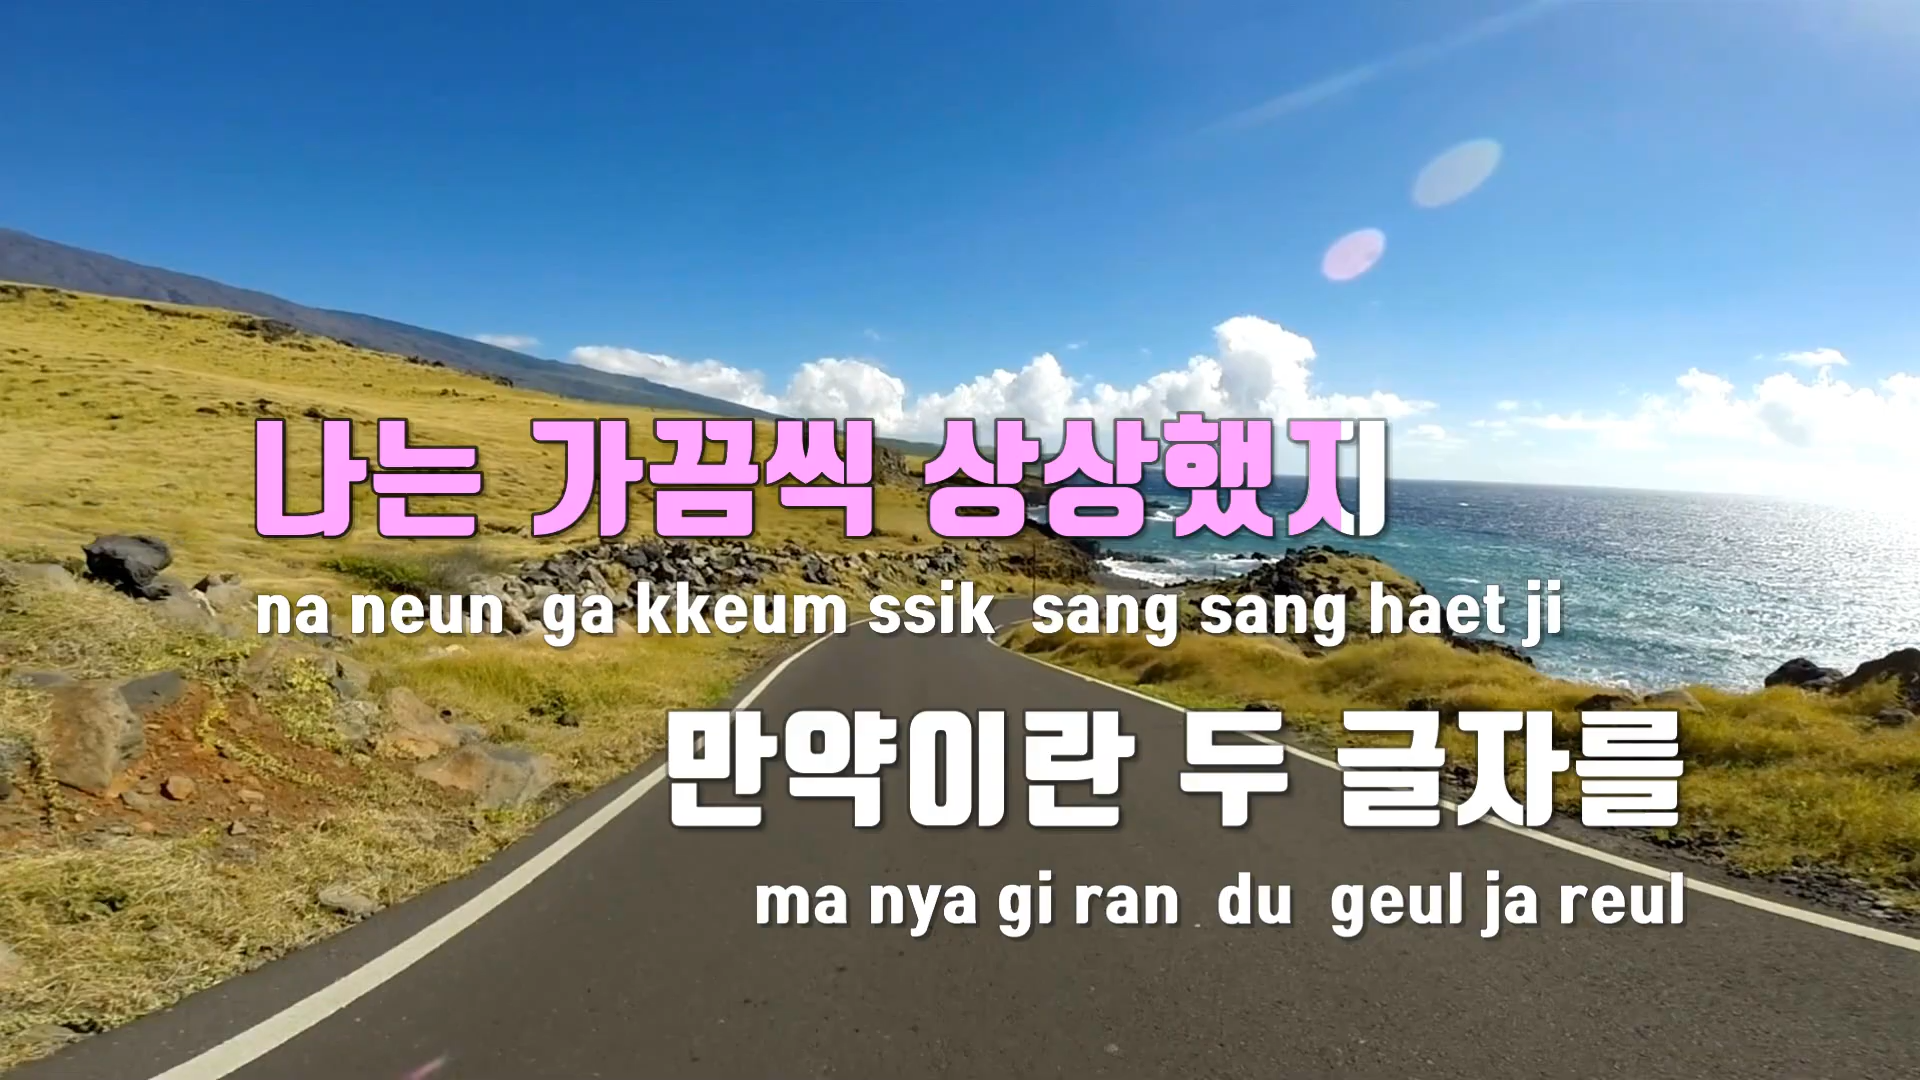 나는 가끔씩 상상했지
na neun ga kkeum ssik sang sang haet ji
만약이란 두 글자를
ma nya gi ran du geul ja reul